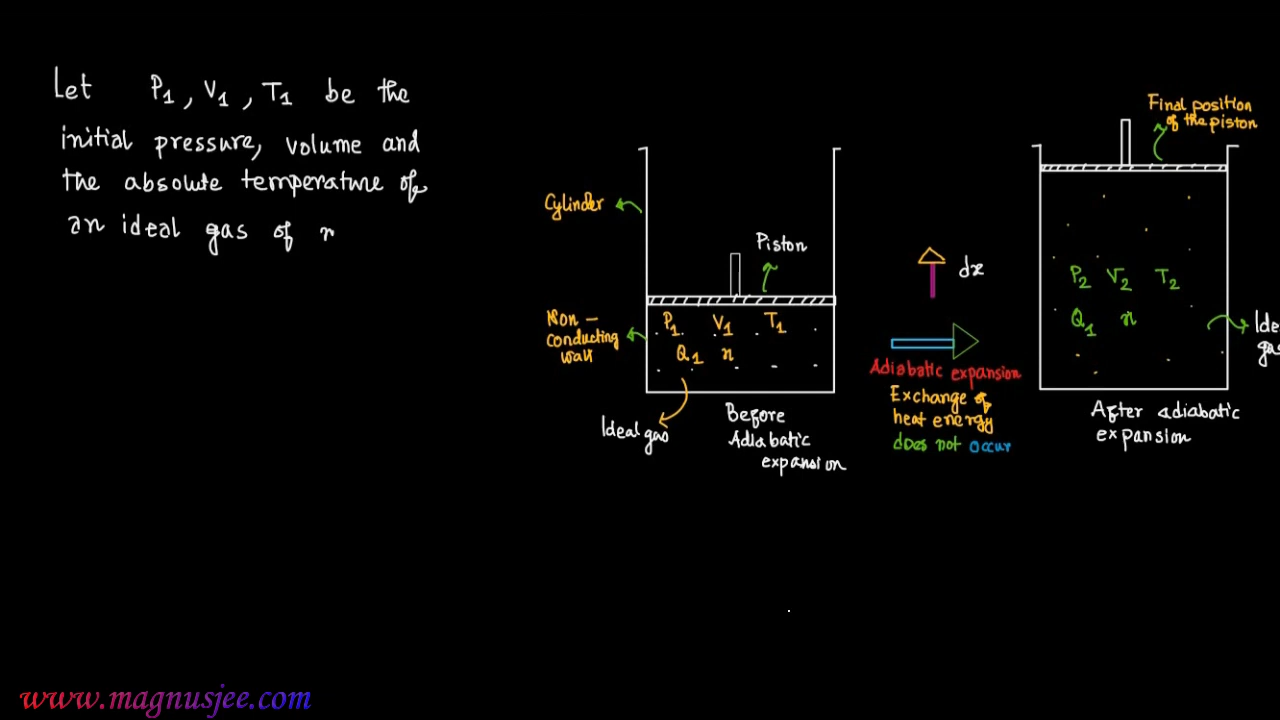 Let P1, V1, T1 be the
initial pressure, volume and
the absolute temperature of
an ideal gas of n
Cylinder
Piston
Non -
conducting
wall
P1 V1 T1
Q1 n
Ideal gas
Before
Adiabatic
expansion
dx
Adiabatic expansion
Exchange of
heat energy
does not occur
Final position
of the piston
P2 V2 T2
Q1 n
Ide
gas
After adiabatic
expansion
www.magnusjee.com